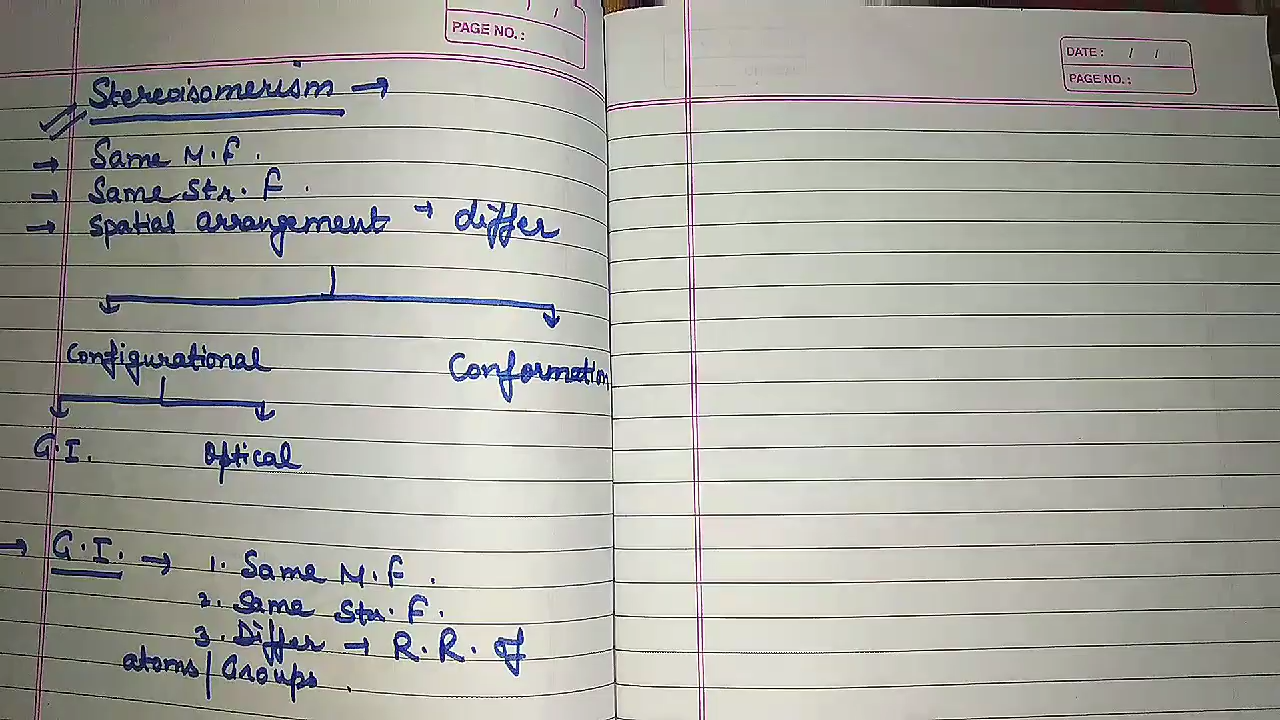 / /
PAGE NO.:
DATE: / /
PAGE NO.:
Stereoisomerism →
→ Same M.F.
→ Same Str. F.
→ Spatial arrangement → differ
Configurational Conformation
G.I. Optical
→ G.I. → 1. Same M.F.
2. Same Str. F.
3. Differ → R.R. of
atoms/Groups.